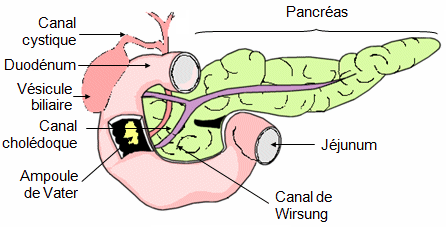 Canal
cystique
Pancréas
Duodénum
Vésicule
biliaire
Canal
cholédoque
Jéjunum
Ampoule
de Vater
Canal de
Wirsung